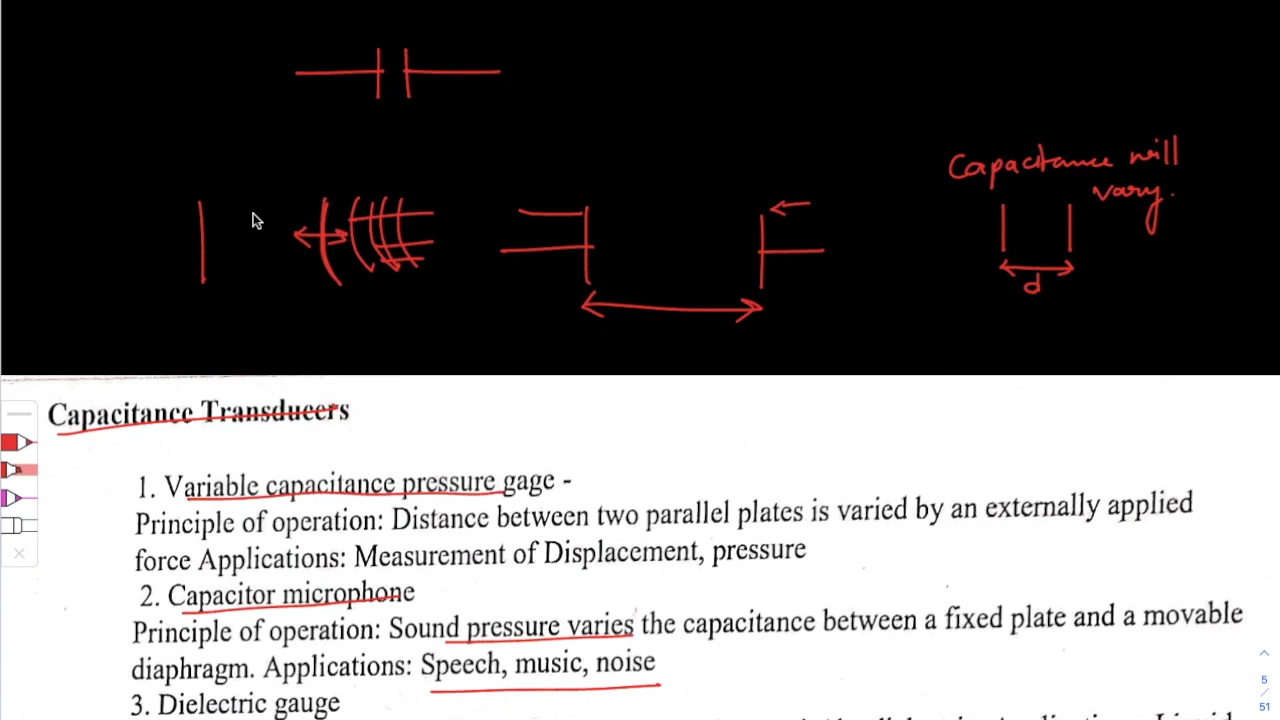 Capacitance will
vary.
d
Capacitance Transducers
1. Variable capacitance pressure gage -
Principle of operation: Distance between two parallel plates is varied by an externally applied
force Applications: Measurement of Displacement, pressure
2. Capacitor microphone
Principle of operation: Sound pressure varies the capacitance between a fixed plate and a movable
diaphragm. Applications: Speech, music, noise
3. Dielectric gauge
5
/
51